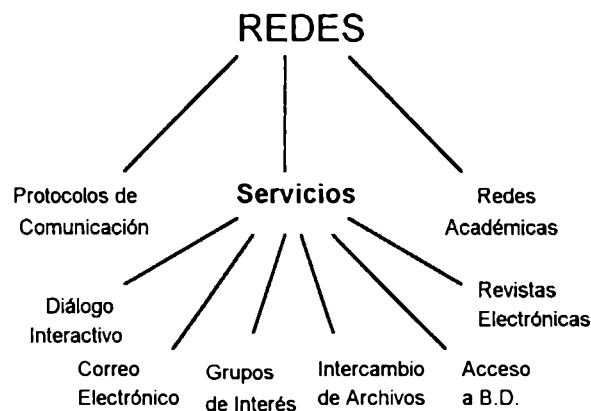 REDES
Protocolos de
Comunicación
Servicios
Redes
Académicas
Diálogo
Interactivo
Correo
Electrónico
Grupos
de Interés
Intercambio
de Archivos
Acceso
a B.D.
Revistas
Electrónicas